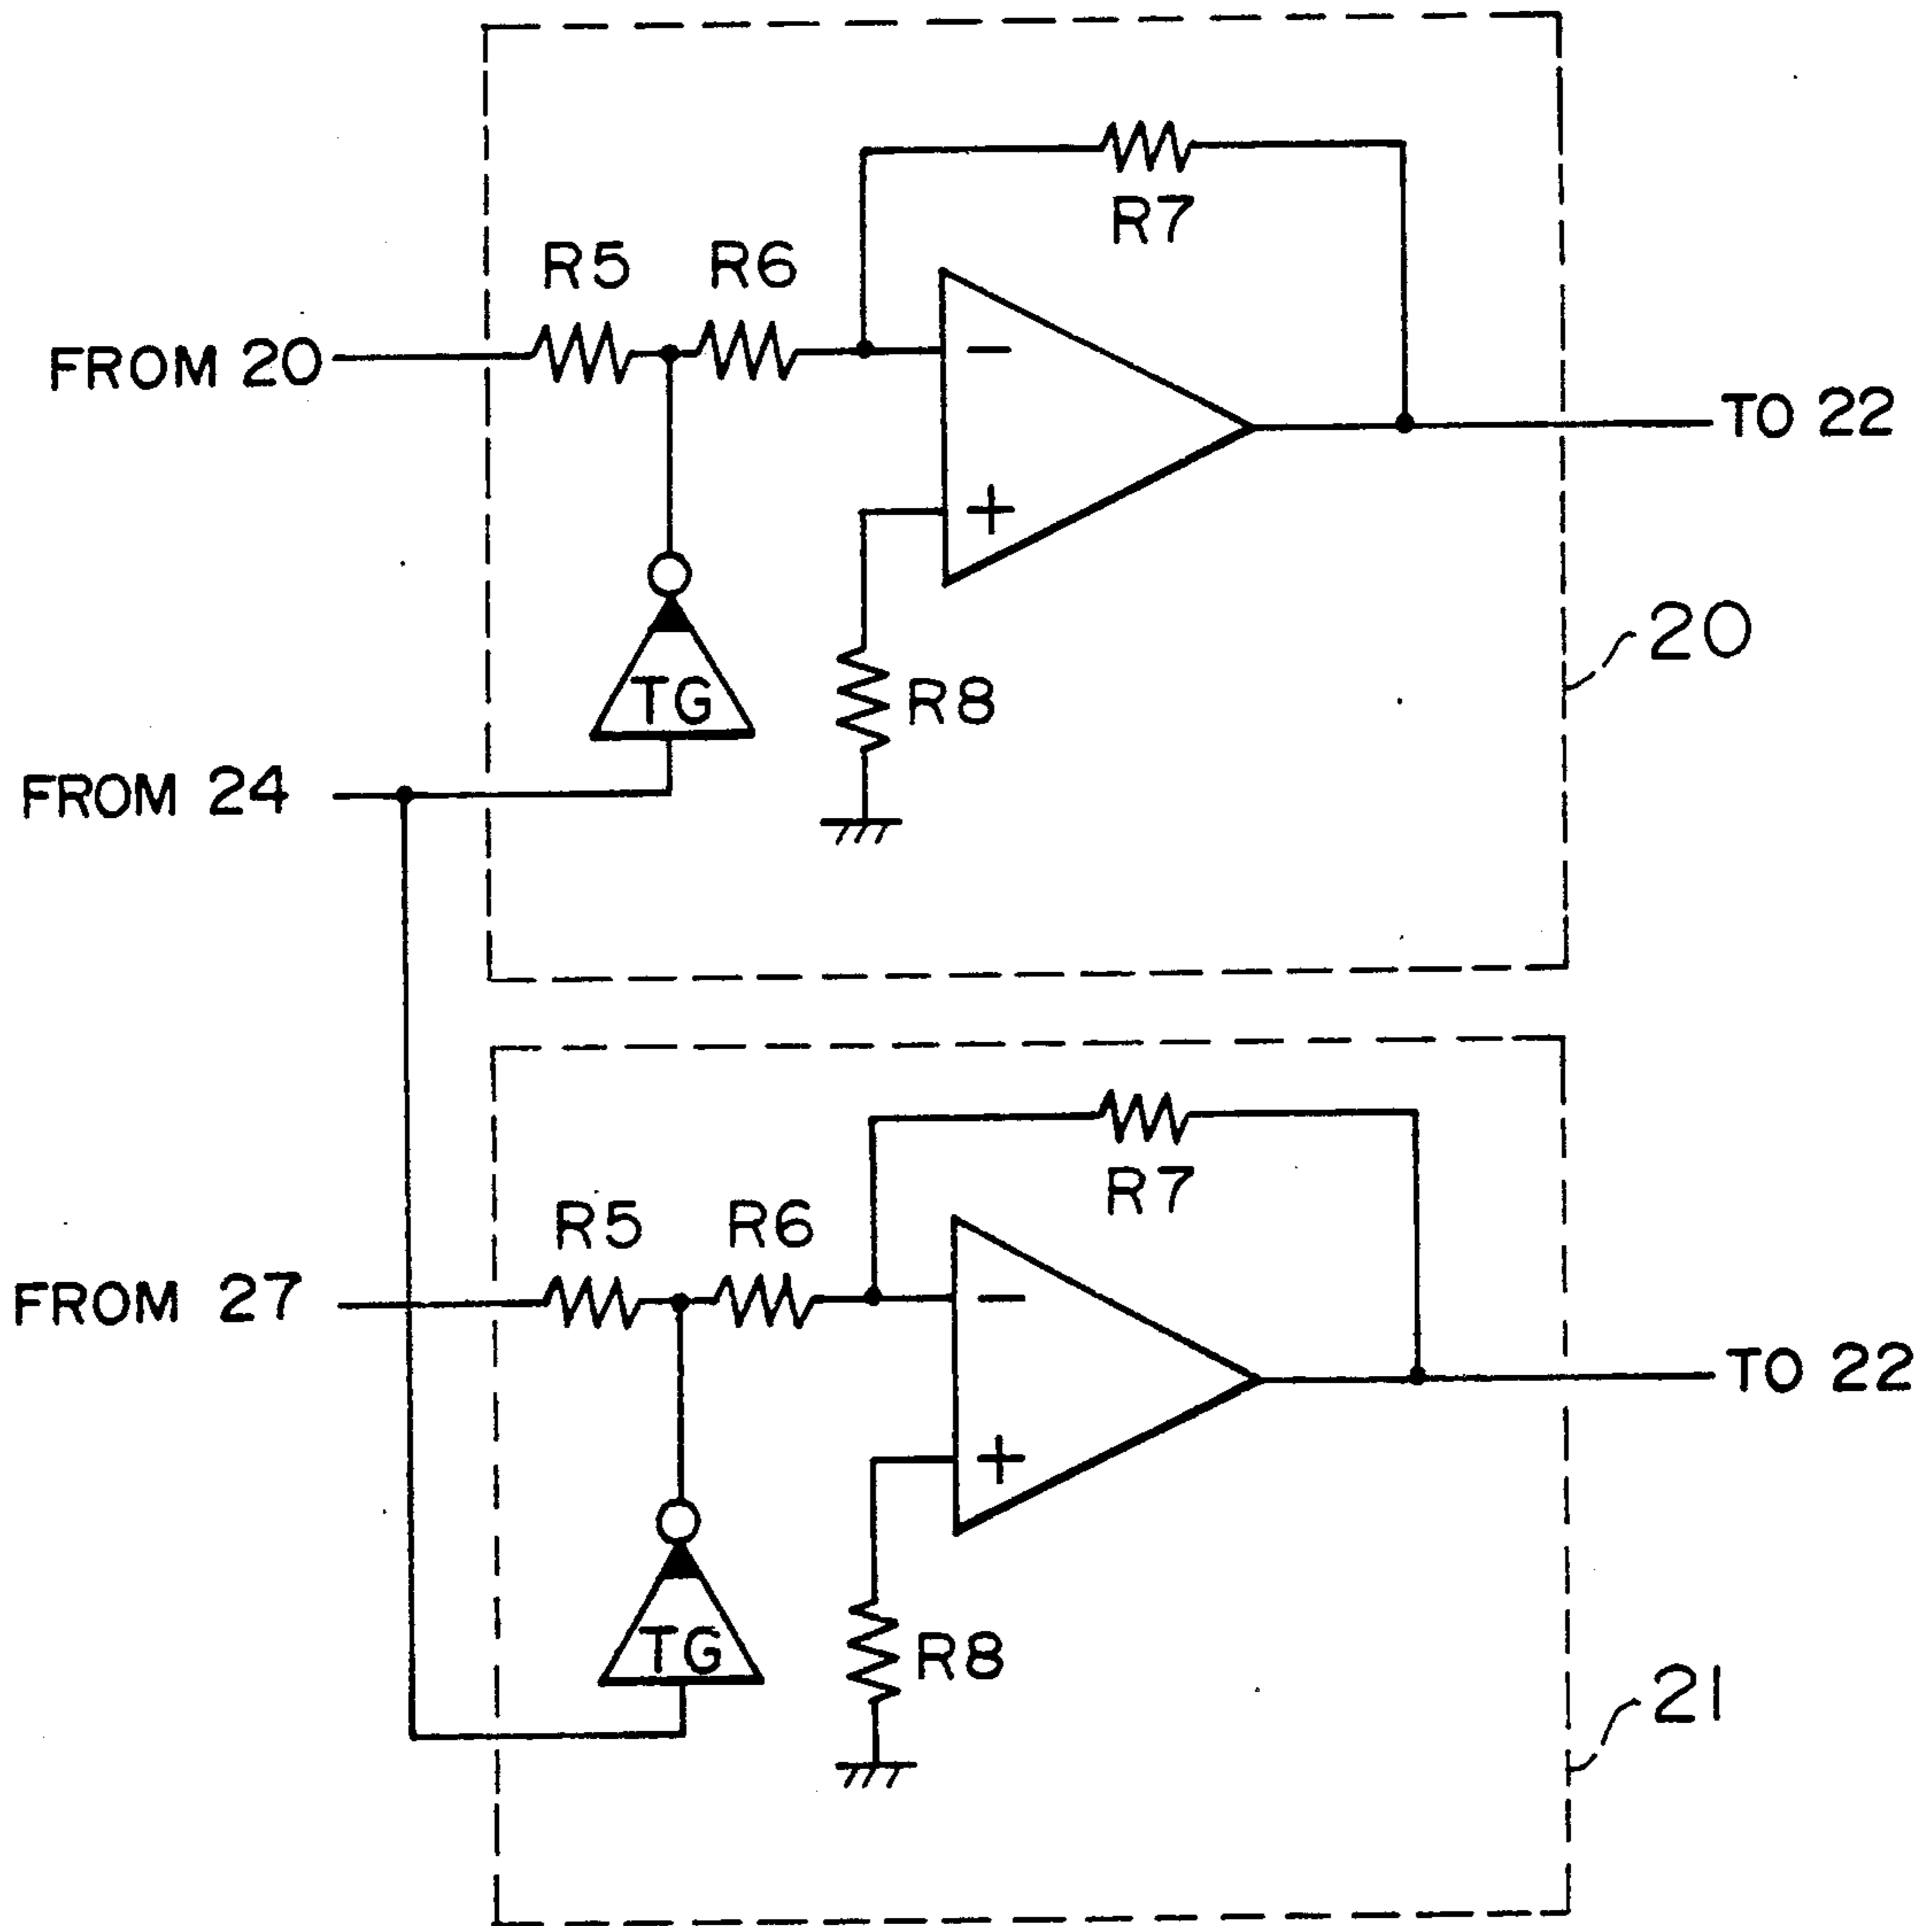 R7
R5 R6
FROM 20
−
TO 22
+
20
TG
R8
FROM 24
R7
R5 R6
FROM 27
−
TO 22
+
TG
R8
21